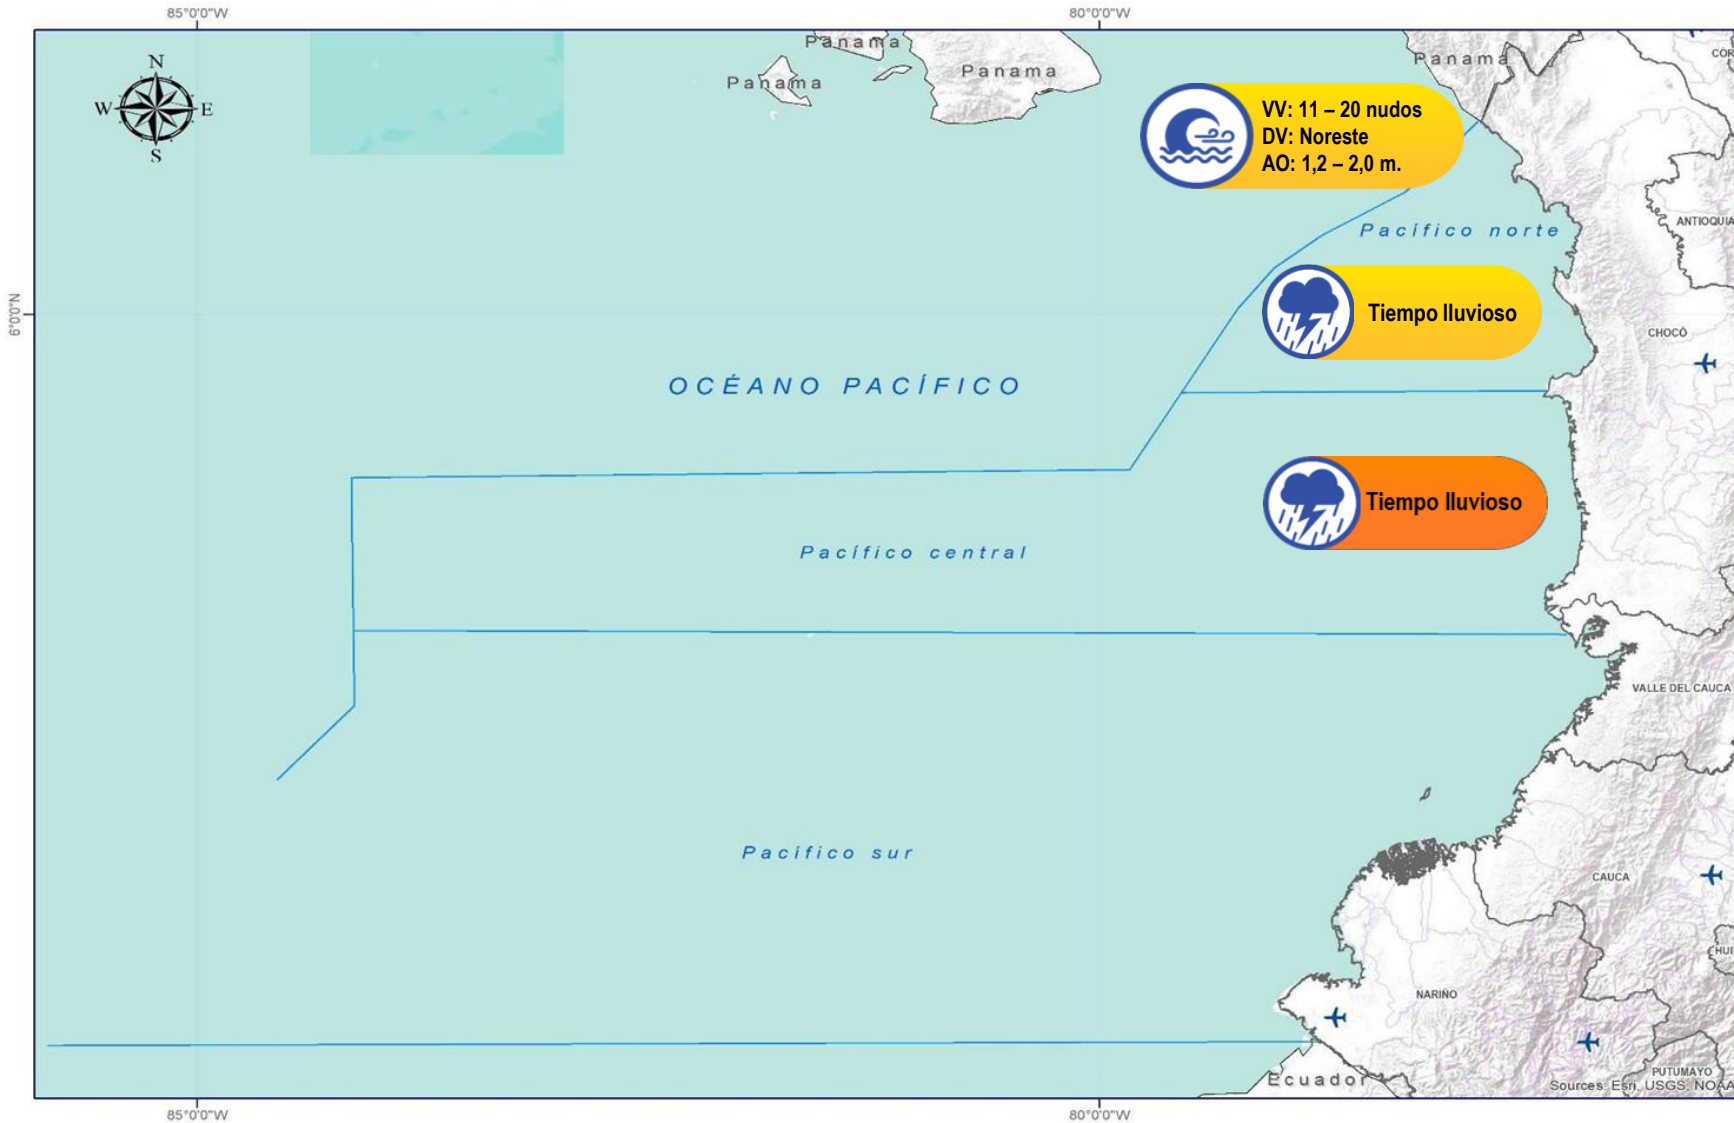 85°0'0"W
80°0'0"W
N
W
E
S
Panama
Panama
Panama
Panama
COR
VV: 11 – 20 nudos
DV: Noreste
AO: 1,2 – 2,0 m.
ANTIOQUIA
Pacífico norte
6°0'0"N
Tiempo lluvioso
CHOCÓ
OCÉANO PACÍFICO
Tiempo lluvioso
Pacífico central
VALLE DEL CAUCA
Pacífico sur
CAUCA
HUI
NARIÑO
PUTUMAYO
Ecuador
Sources: Esri, USGS, NOAA
85°0'0"W
80°0'0"W